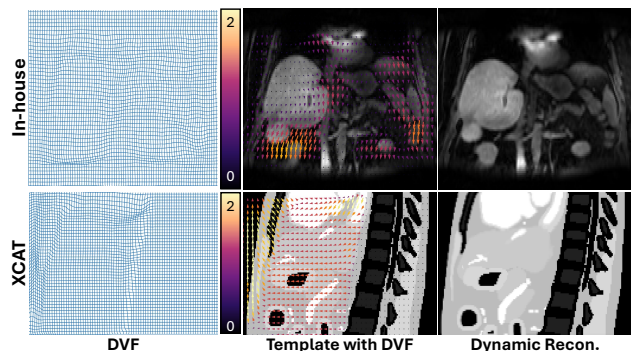 In-house
2
0
XCAT
2
0
DVF
Template with DVF
Dynamic Recon.